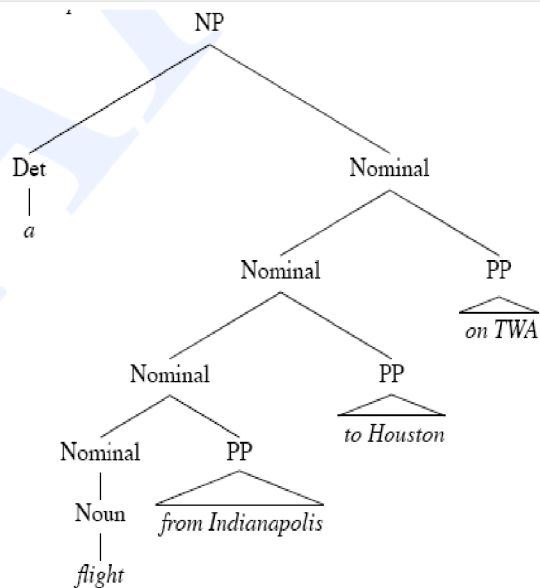 NP
Det
Nominal
a
Nominal
PP
on TWA
Nominal
PP
to Houston
Nominal
PP
Noun
from Indianapolis
flight